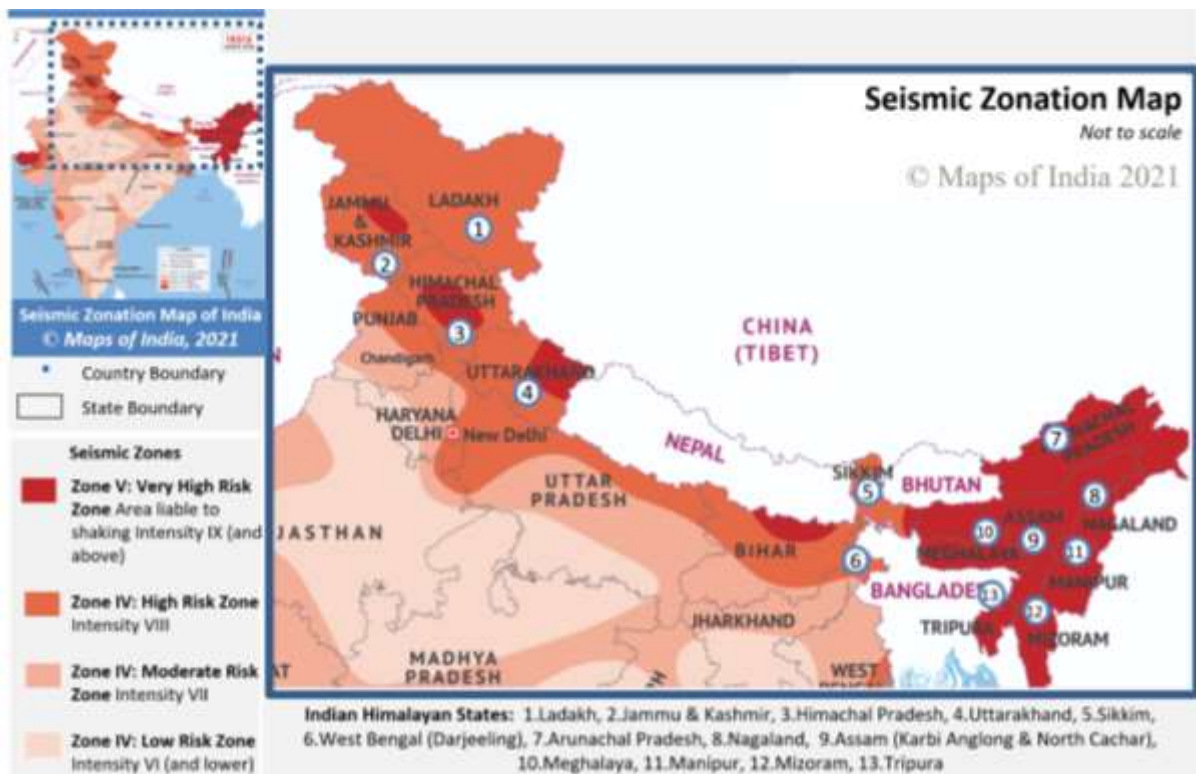 Seismic Zonation Map
Not to scale
© Maps of India 2021
INDIA
Seismic Zonation Map of India
© Maps of India, 2021
Country Boundary
State Boundary
Seismic Zones
Zone V: Very High Risk
Zone Area liable to
shaking Intensity IX (and
above)
Zone IV: High Risk Zone
Intensity VIII
Zone IV: Moderate Risk
Zone Intensity VII
Zone IV: Low Risk Zone
Intensity VI (and lower)
LADAKH
1
JAMMU
&
KASHMIR
2
HIMACHAL
PRADESH
3
PUNJAB
Chandigarh
UTTARAKHAND
4
HARYANA
DELHI
New Delhi
CHINA
(TIBET)
NEPAL
UTTAR
PRADESH
SIKKIM
5
BHUTAN
7
PRADESH
8
ASSAM
NAGALAND
JASTHAN
BIHAR
6
10
9
MEGHALAYA
11
MANIPUR
BANGLADE
13
12
TRIPURA
MIZORAM
JHARKHAND
MADHYA
PRADESH
AT
WEST
BENGAL
Indian Himalayan States: 1.Ladakh, 2.Jammu & Kashmir, 3.Himachal Pradesh, 4.Uttarakhand, 5.Sikkim,
6.West Bengal (Darjeeling), 7.Arunachal Pradesh, 8.Nagaland, 9.Assam (Karbi Anglong & North Cachar),
10.Meghalaya, 11.Manipur, 12.Mizoram, 13.Tripura